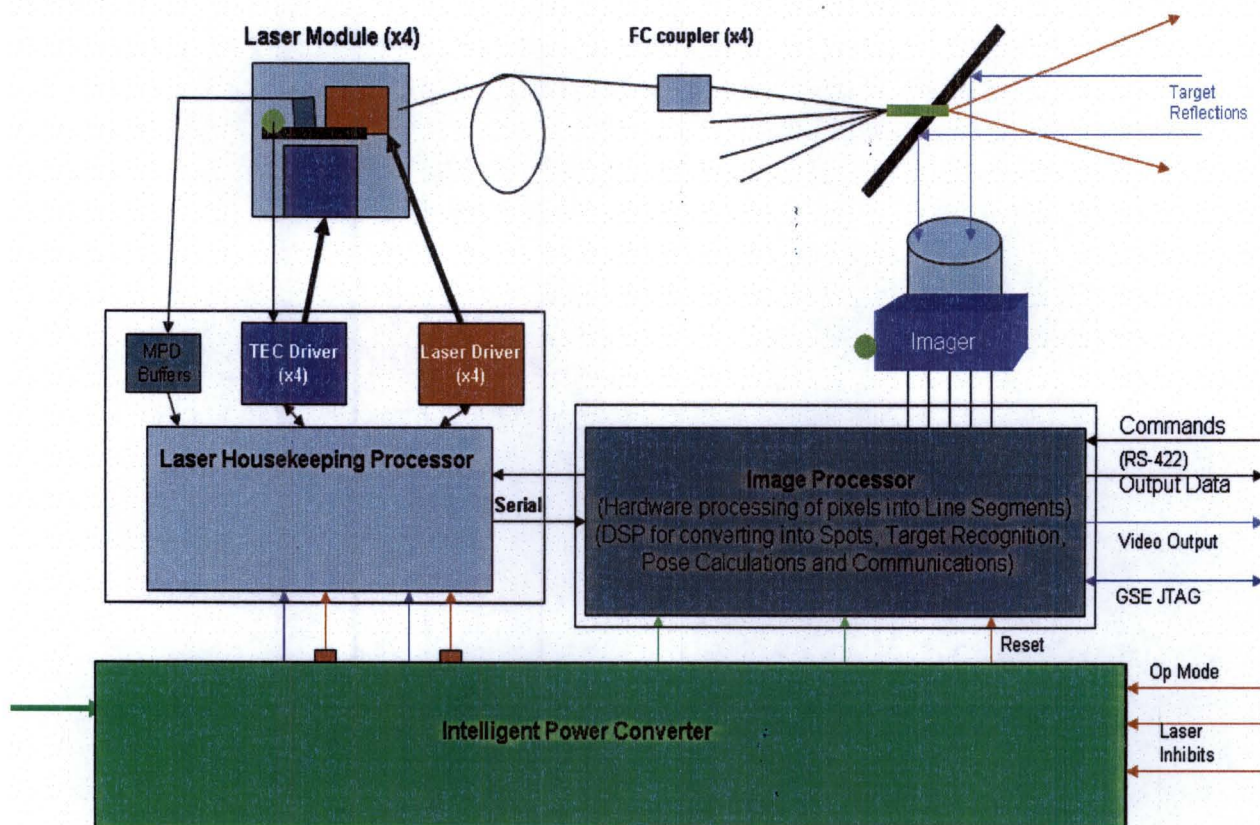 Laser Module (x4)
FC coupler (x4)
Target
Reflections
MPD
Buffers
TEC Driver
(x4)
Laser Driver
(x4)
Imager
Laser Housekeeping Processor
Serial
Image Processor
(Hardware processing of pixels into Line Segments)
(DSP for converting into Spots, Target Recognition,
Pose Calculations and Communications)
Commands
(RS-422)
Output Data
Video Output
GSE JTAG
Reset
Op Mode
Laser
Inhibits
Intelligent Power Converter